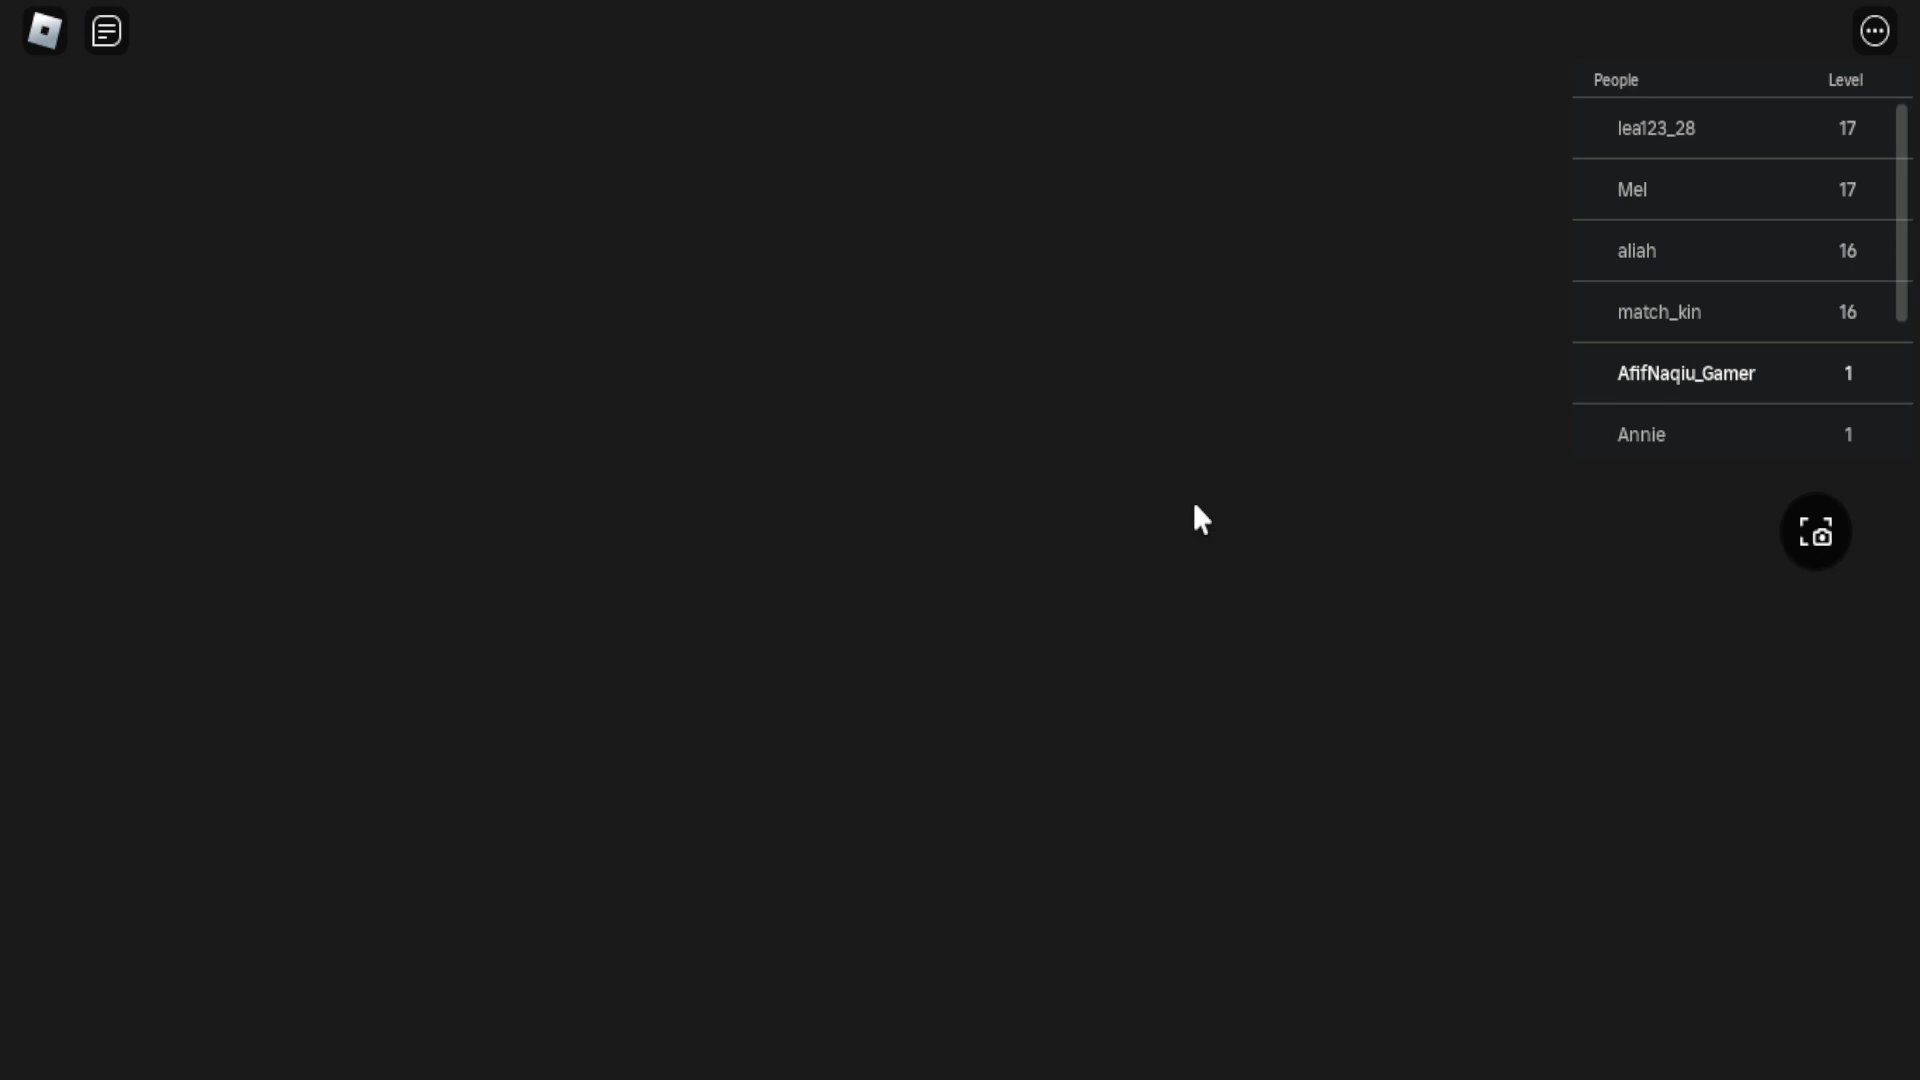 People Level
lea123_28 17
Mel 17
aliah 16
match_kin 16
AfifNaqiu_Gamer 1
Annie 1